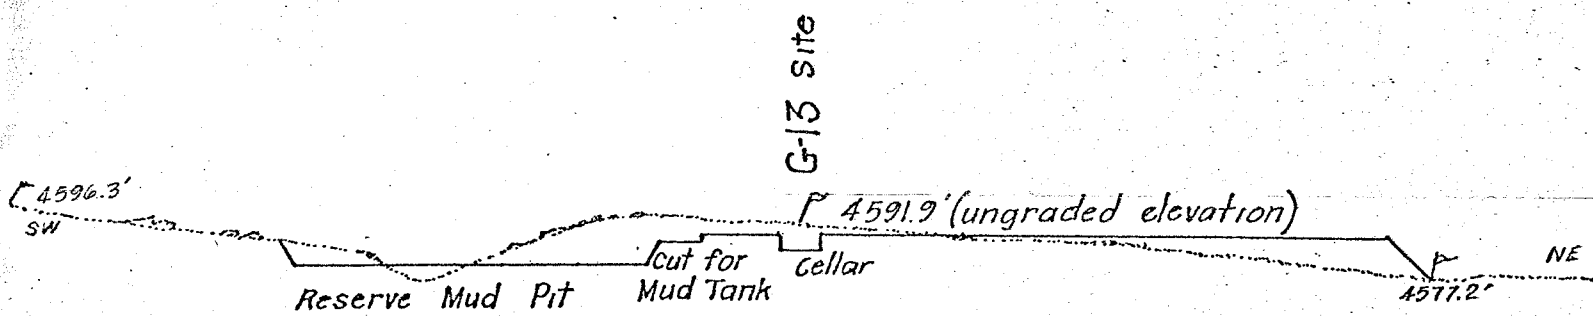 G-13 site
4596.3'
SW
4591.9' (ungraded elevation)
NE
Cut for
Mud Tank
Cellar
Reserve Mud Pit
4577.2'